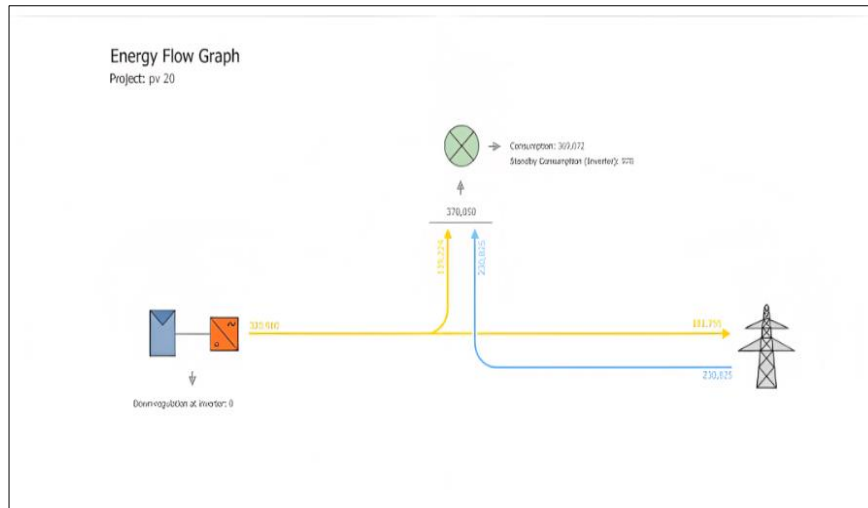 Energy Flow Graph
Project: pv 20
Consumption: 369,072
Standby Consumption (Inverter):
370,050
230,825
Down-regulation at inverter: 0
230,825